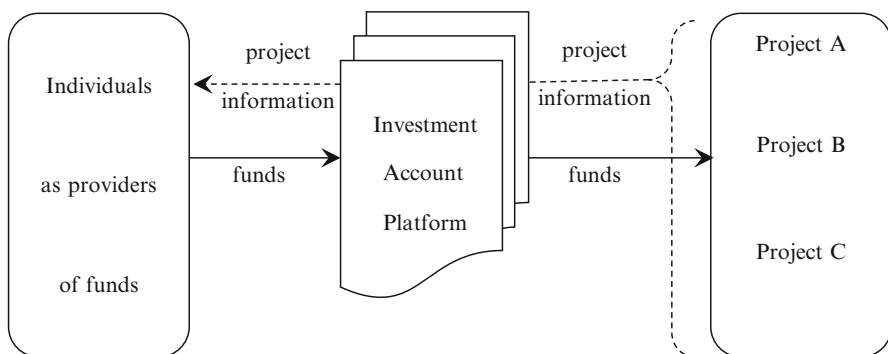 Individuals
as providers
of funds
project
information
funds
Investment
Account
Platform
project
information
funds
Project A
Project B
Project C